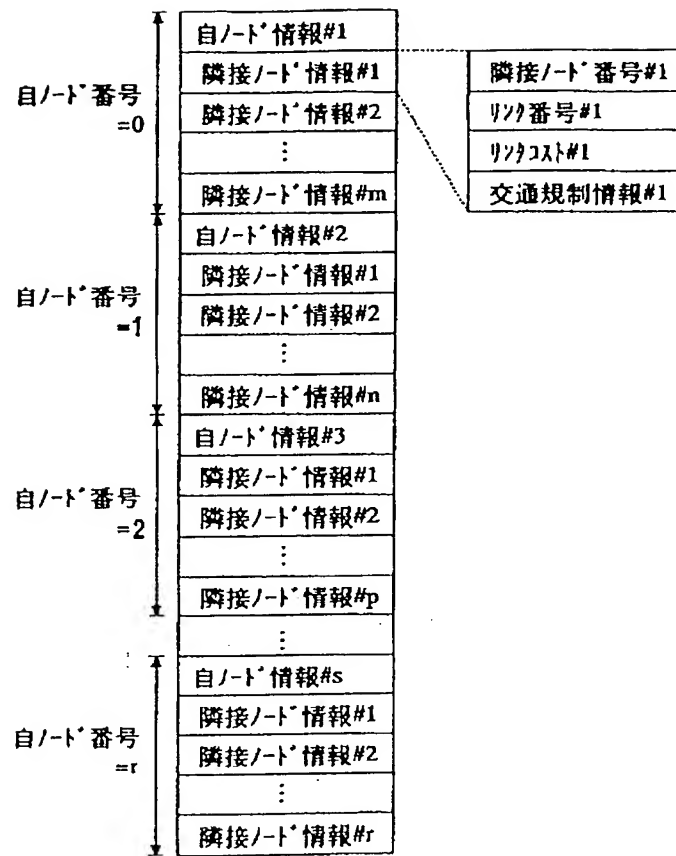 自ノード番号
=0
自ノード情報#1
隣接ノード情報#1
隣接ノード情報#2
⋮
隣接ノード情報#m
隣接ノード番号#1
リンク番号#1
リンクコスト#1
交通規制情報#1
自ノード番号
=1
自ノード情報#2
隣接ノード情報#1
隣接ノード情報#2
⋮
隣接ノード情報#n
自ノード番号
=2
自ノード情報#3
隣接ノード情報#1
隣接ノード情報#2
⋮
隣接ノード情報#p
⋮
自ノード番号
=r
自ノード情報#s
隣接ノード情報#1
隣接ノード情報#2
⋮
隣接ノード情報#r